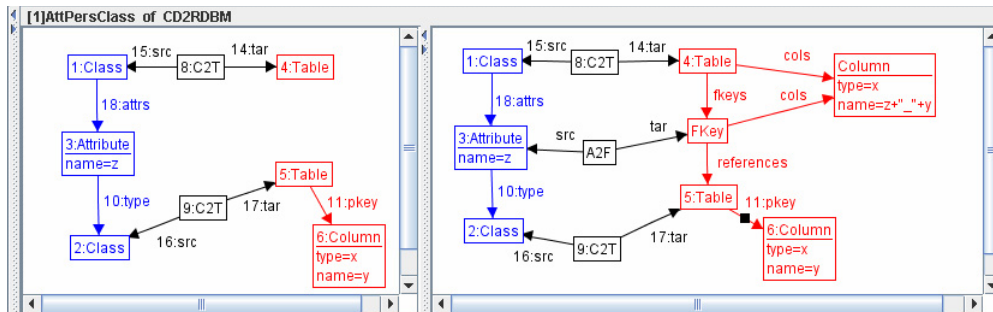 [1]AttPersClass of CD2RDBM
15:src
14:tar
1:Class
8:C2T
4:Table
18:attrs
3:Attribute
name=z
5:Table
10:type
9:C2T
17:tar
11:pkey
2:Class
16:src
6:Column
type=x
name=y
15:src
14:tar
cols
1:Class
8:C2T
4:Table
Column
type=x
name=z+"_"+y
18:attrs
fkeys
cols
src
tar
3:Attribute
name=z
A2F
FKey
references
10:type
5:Table
11:pkey
2:Class
9:C2T
17:tar
16:src
6:Column
type=x
name=y